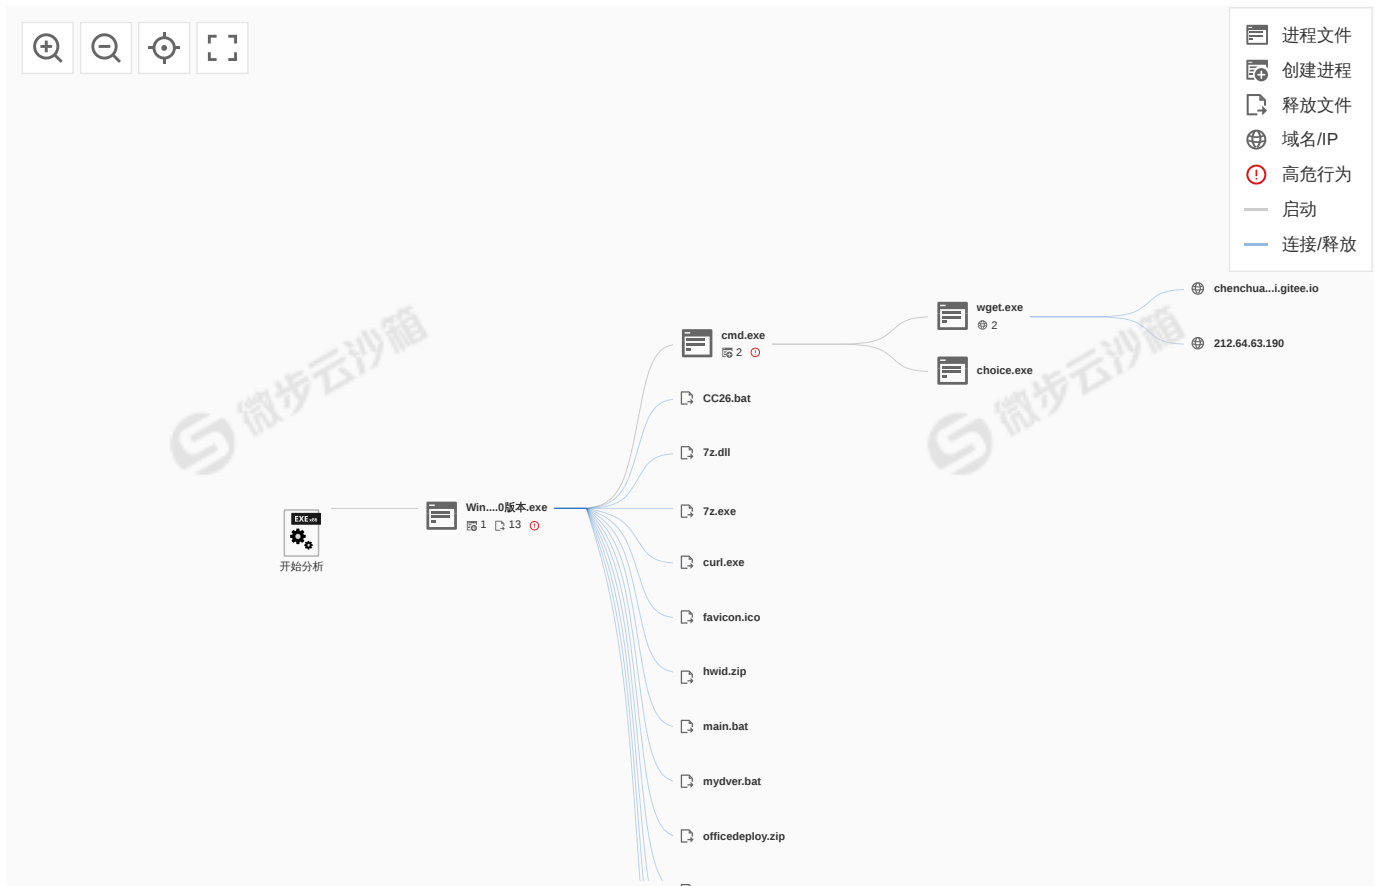 进程文件
创建进程
释放文件
域名/IP
高危行为
启动
连接/释放
chenchua...i.gitee.io
wget.exe
2
212.64.63.190
cmd.exe
2
choice.exe
CC26.bat
7z.dll
Win....0版本.exe
1 13
7z.exe
EXE x86
开始分析
curl.exe
favicon.ico
hwid.zip
main.bat
mydver.bat
officedeploy.zip
微步云沙箱
微步云沙箱